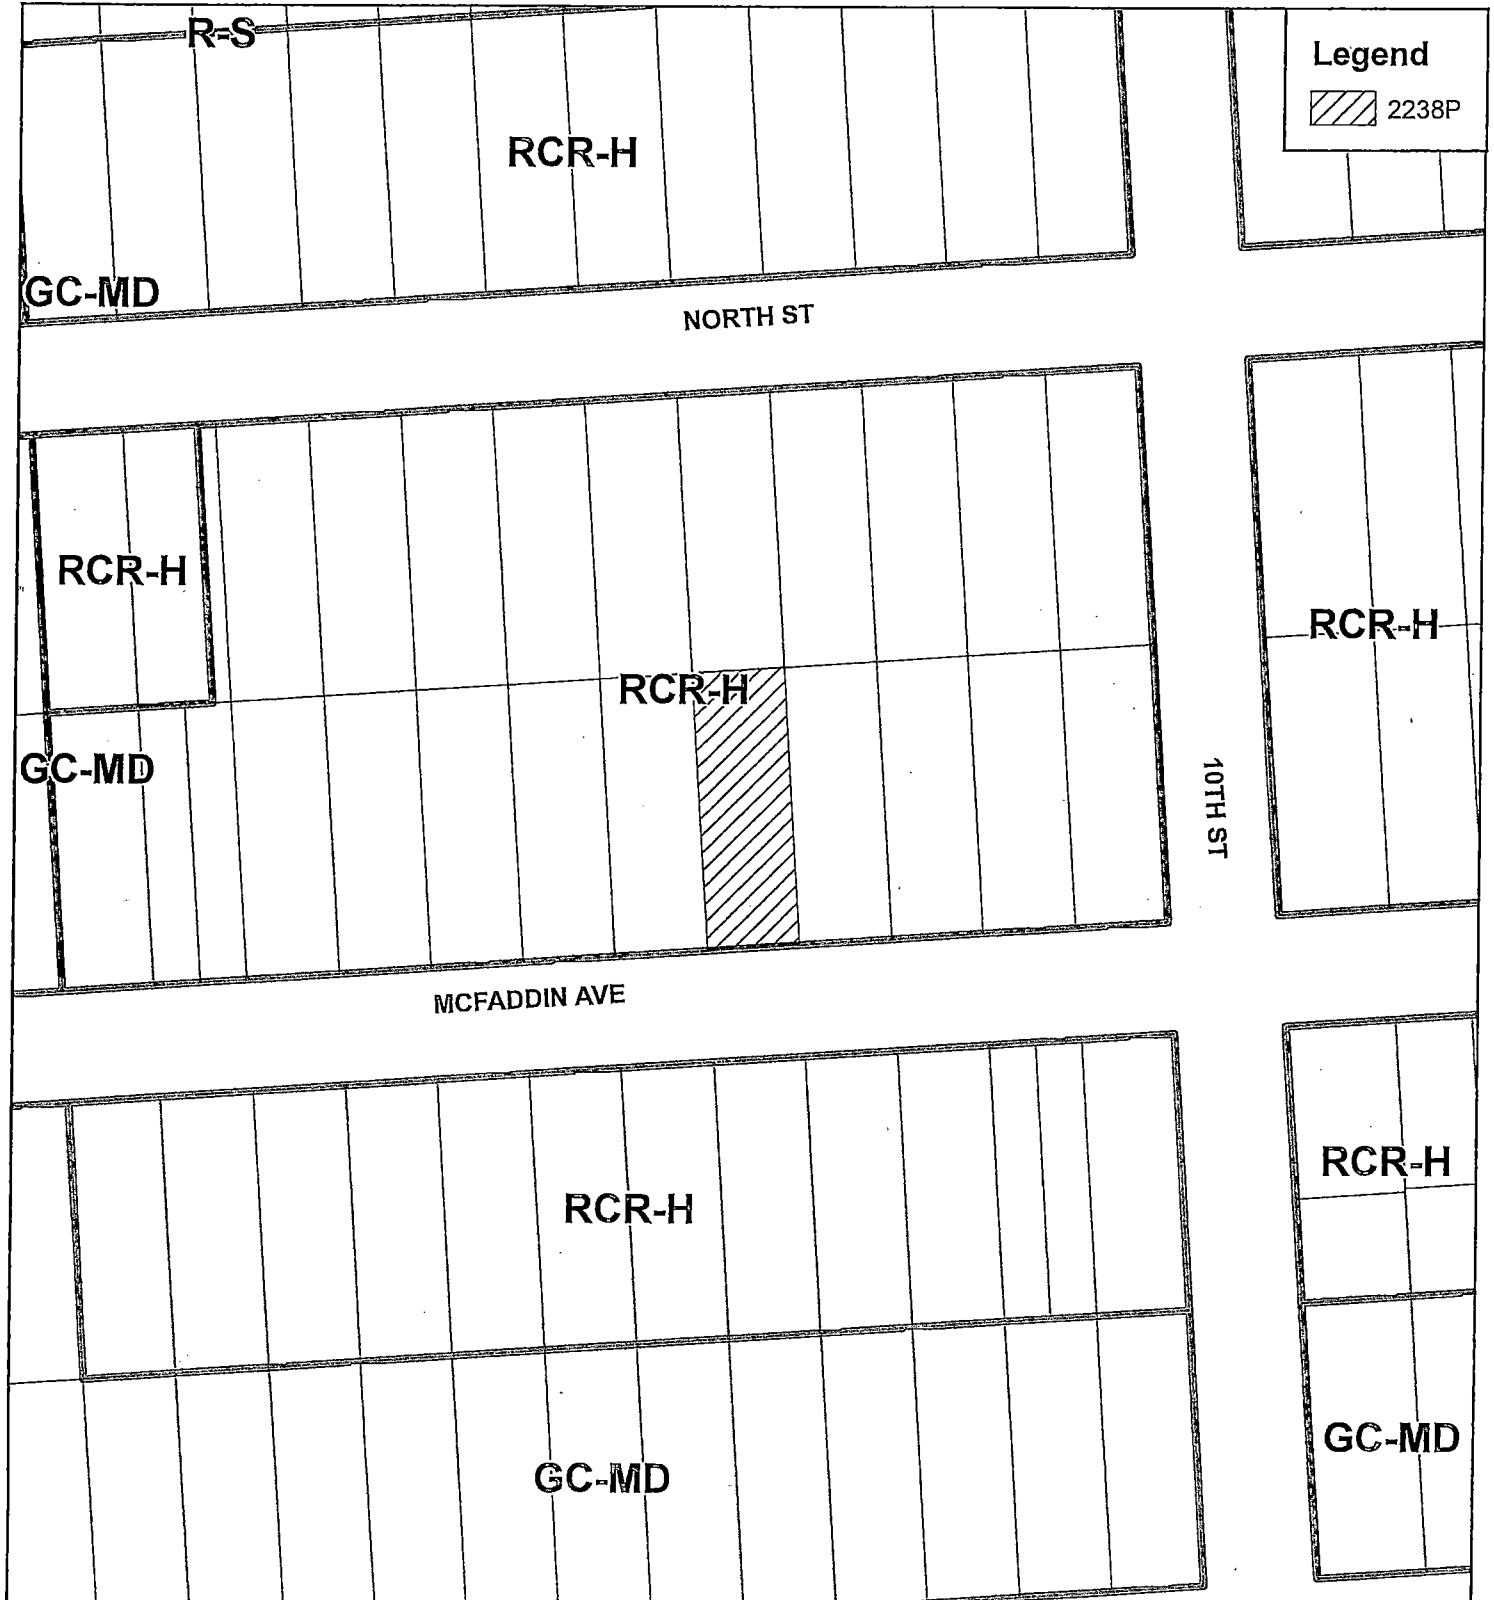 R-S
Legend
2238P
RCR-H
GC-MD
NORTH ST
RCR-H
RCR-H
RCR-H
GC-MD
10TH ST
MCFADDIN AVE
RCR-H
RCR-H
GC-MD
GC-MD